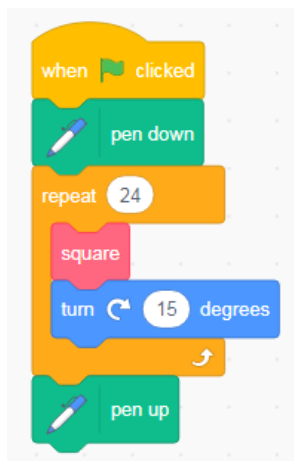 when clicked
pen down
repeat 24
square
turn 15 degrees
pen up